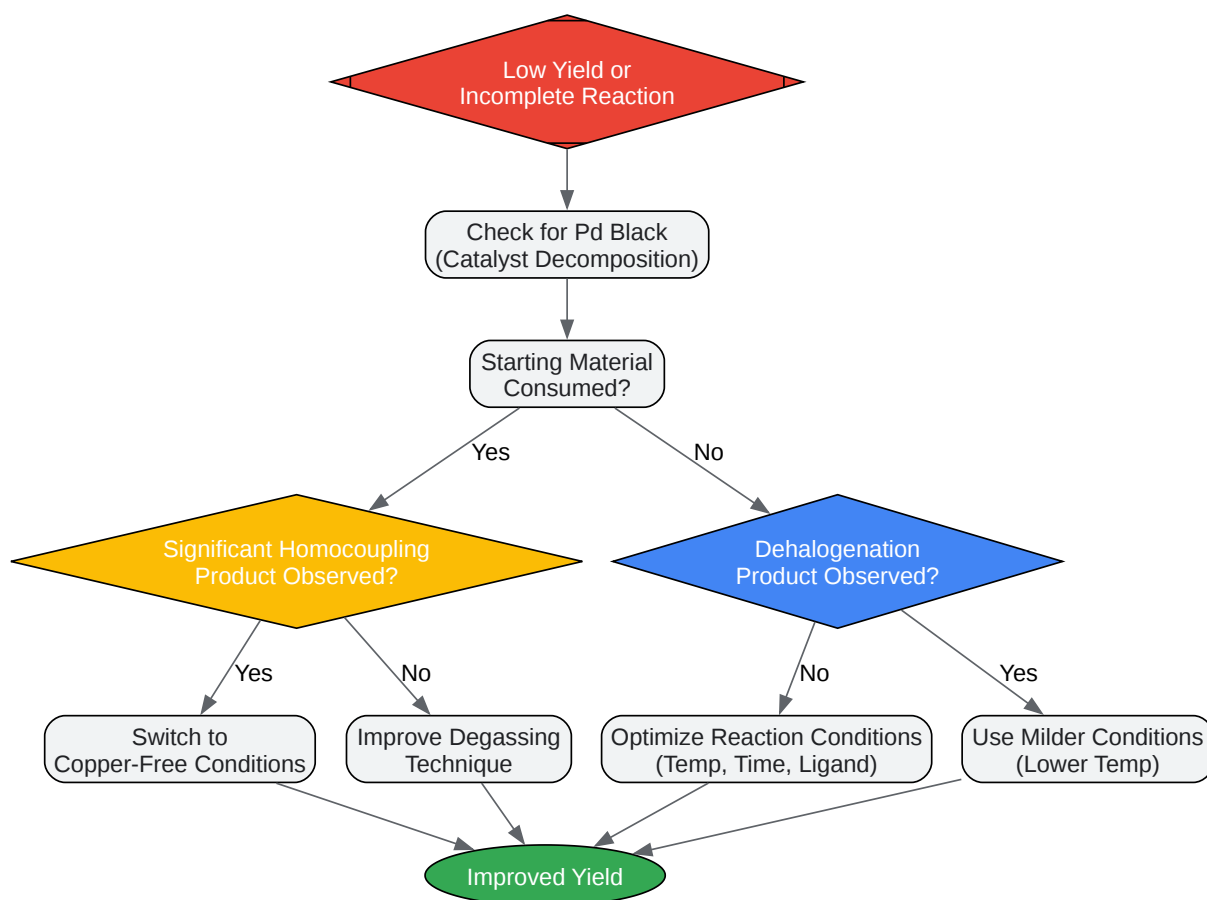 Low Yield or
Incomplete Reaction
Check for Pd Black
(Catalyst Decomposition)
Starting Material
Consumed?
Yes
No
Significant Homocoupling
Product Observed?
Dehalogenation
Product Observed?
Yes
No
No
Yes
Switch to
Copper-Free Conditions
Improve Degassing
Technique
Optimize Reaction Conditions
(Temp, Time, Ligand)
Use Milder Conditions
(Lower Temp)
Improved Yield